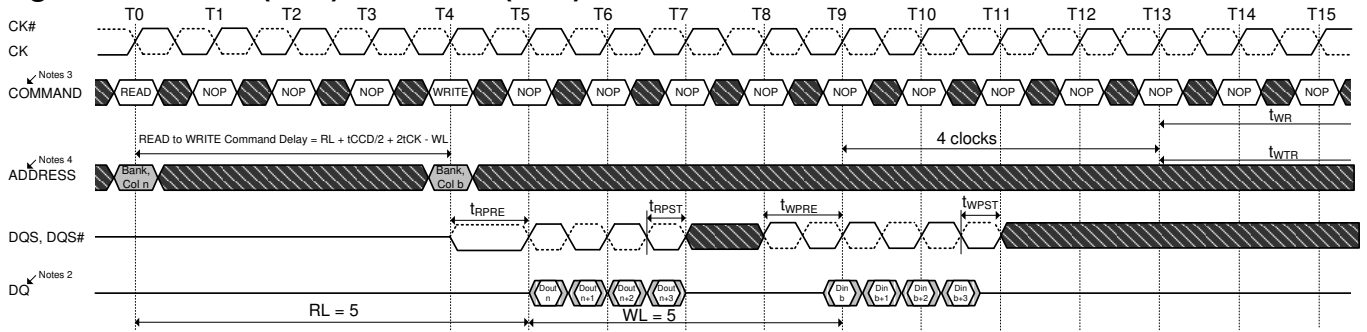 T0 T1 T2 T3 T4 T5 T6 T7 T8 T9 T10 T11 T12 T13 T14 T15
CK#
CK
Notes 3
COMMAND READ NOP NOP NOP WRITE NOP NOP NOP NOP NOP NOP NOP NOP NOP NOP NOP
tWR
READ to WRITE Command Delay = RL + tCCD/2 + 2tCK - WL
4 clocks
Notes 4
tWTR
ADDRESS
Bank, Col n
Bank, Col b
tRPRE tRPST tWPRE tWPST
DQS, DQS#
Notes 2
DQ
Dout n Dout n+1 Dout n+2 Dout n+3 Din b Din b+1 Din b+2 Din b+3
RL = 5 WL = 5